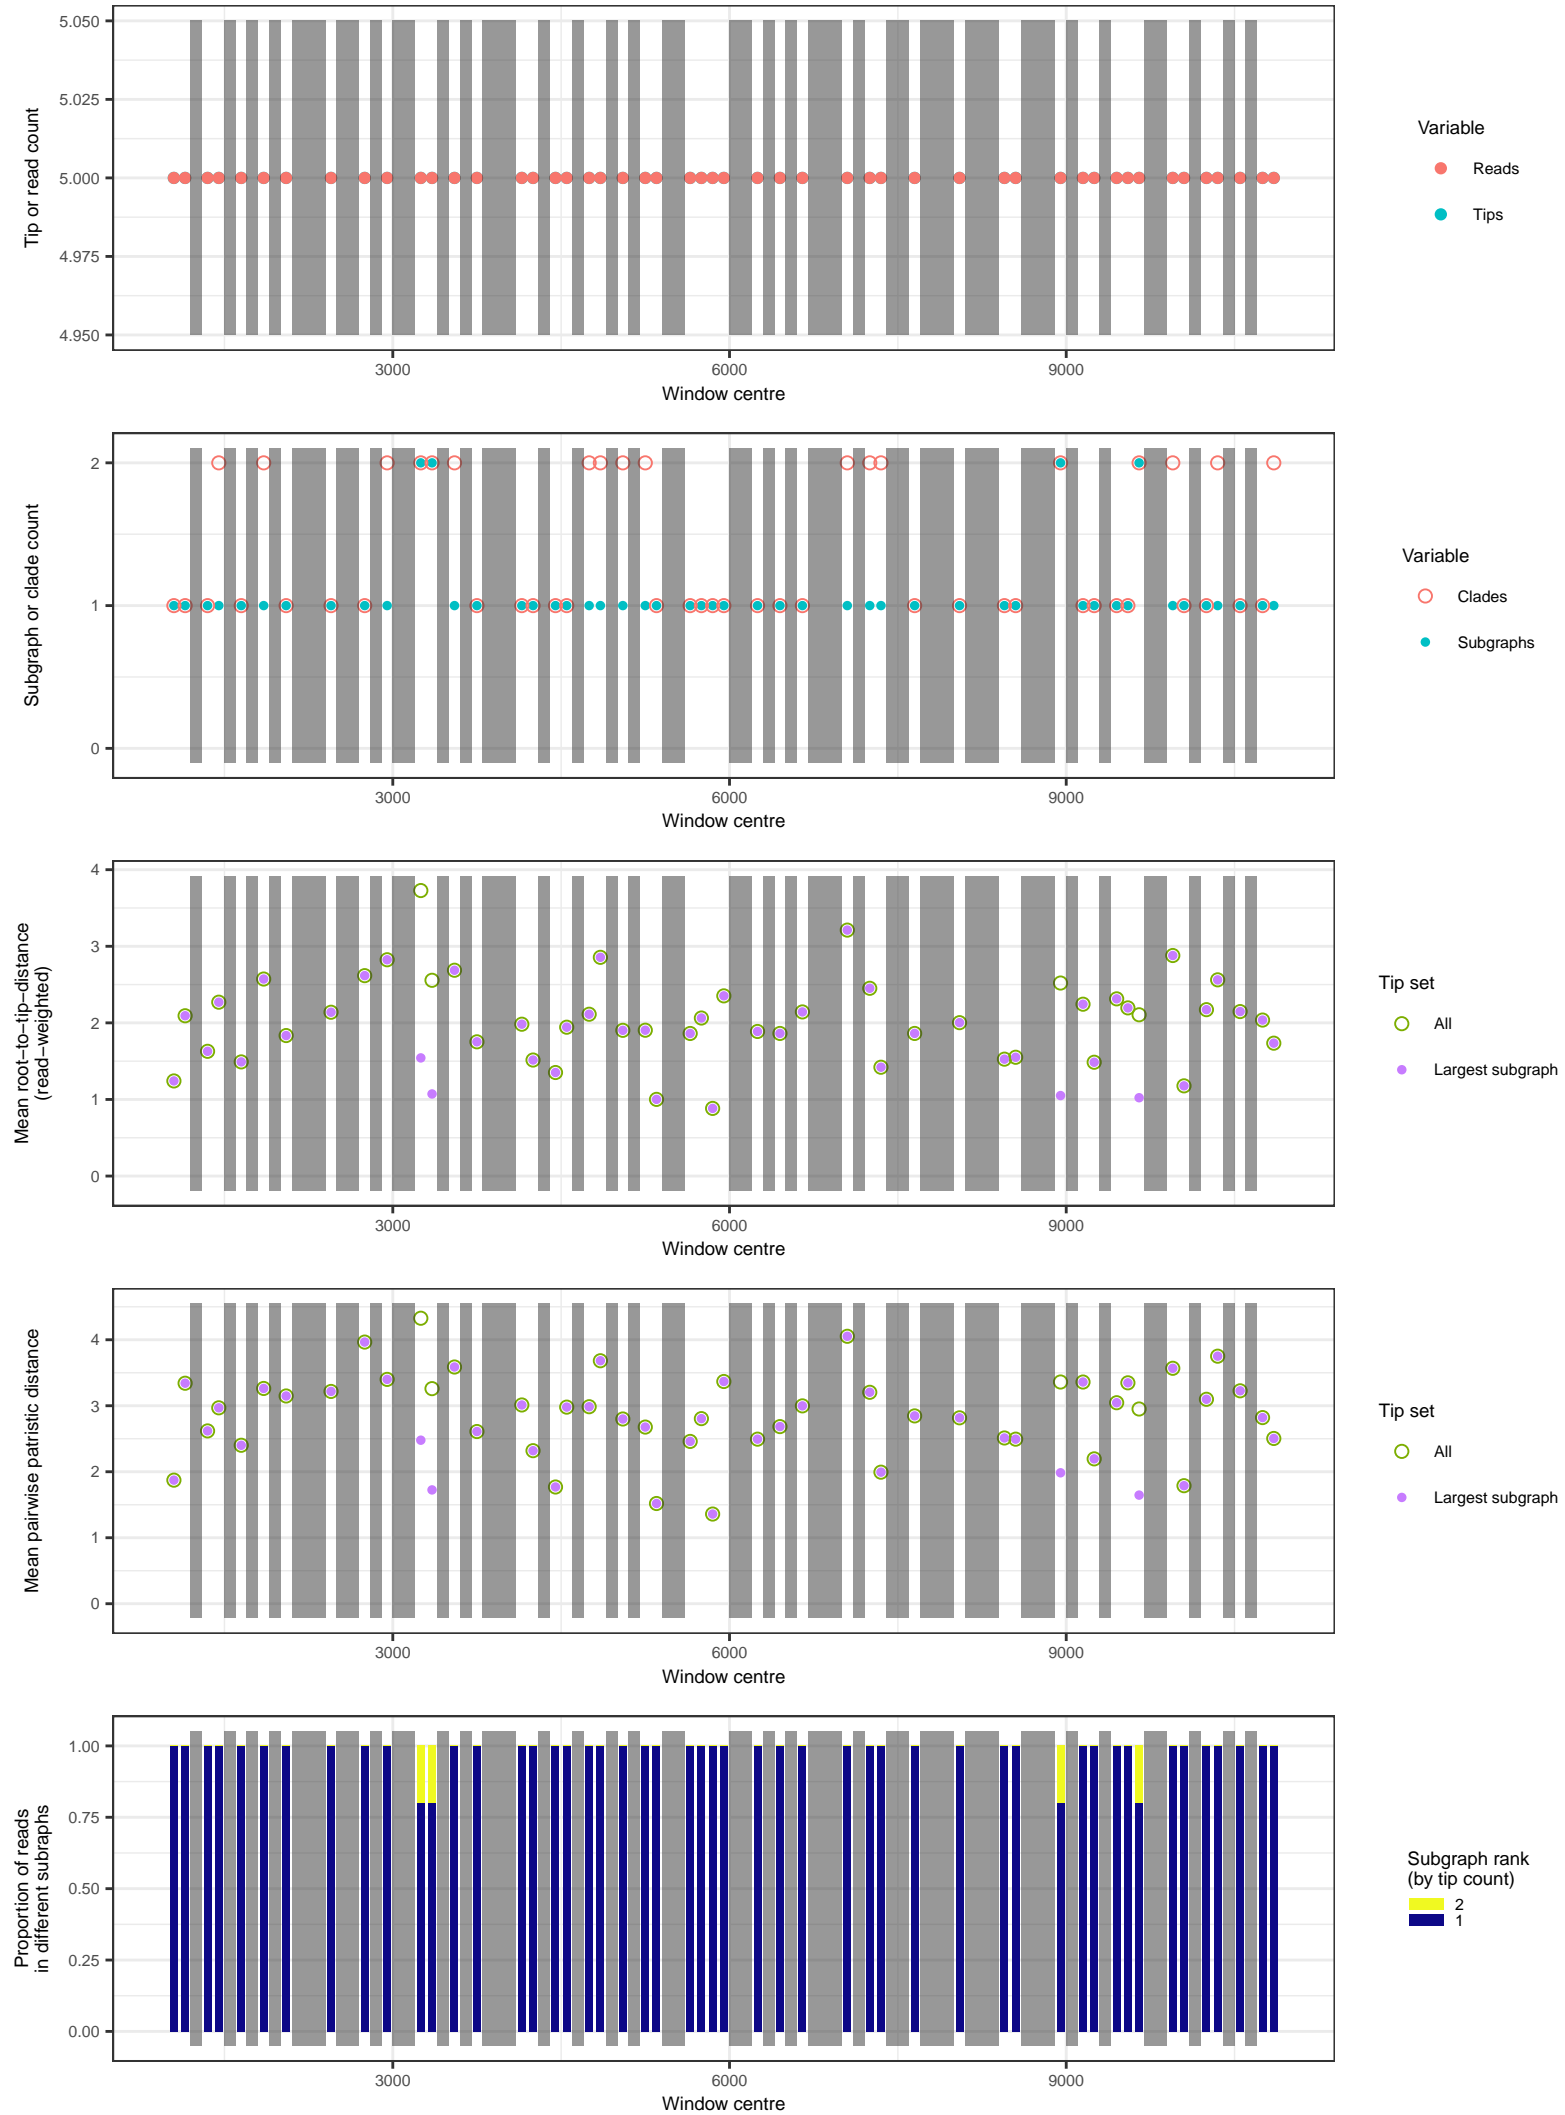 5.050
5.025
5.000
4.975
4.950
Tip or read count
3000
6000
9000
Window centre
Variable
Reads
Tips
2
1
0
Subgraph or clade count
3000
6000
9000
Window centre
Variable
Clades
Subgraphs
4
3
2
1
0
Mean root−to−tip−distance
(read−weighted)
3000
6000
9000
Window centre
Tip set
All
Largest subgraph
4
3
2
1
0
Mean pairwise patristic distance
3000
6000
9000
Window centre
Tip set
All
Largest subgraph
1.00
0.75
0.50
0.25
0.00
Proportion of reads
in different subraphs
3000
6000
9000
Window centre
Subgraph rank
(by tip count)
2
1